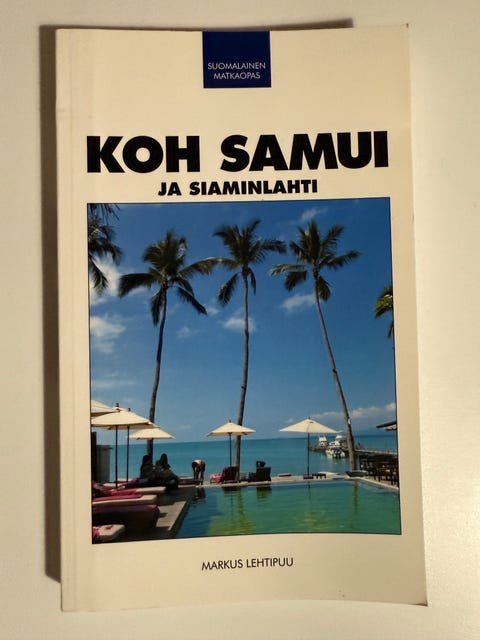 SUOMALAINEN
MATKAOPAS
KOH SAMUI
JA SIAMINLAHTI
MARKUS LEHTIPUU